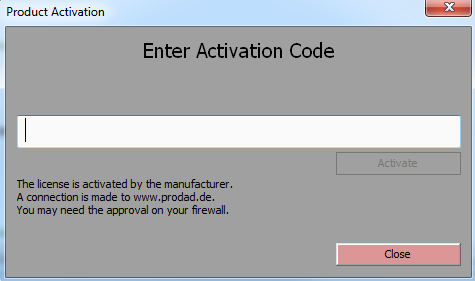 Product Activation
Enter Activation Code
Activate
The license is activated by the manufacturer.
A connection is made to www.prodad.de.
You may need the approval on your firewall.
Close